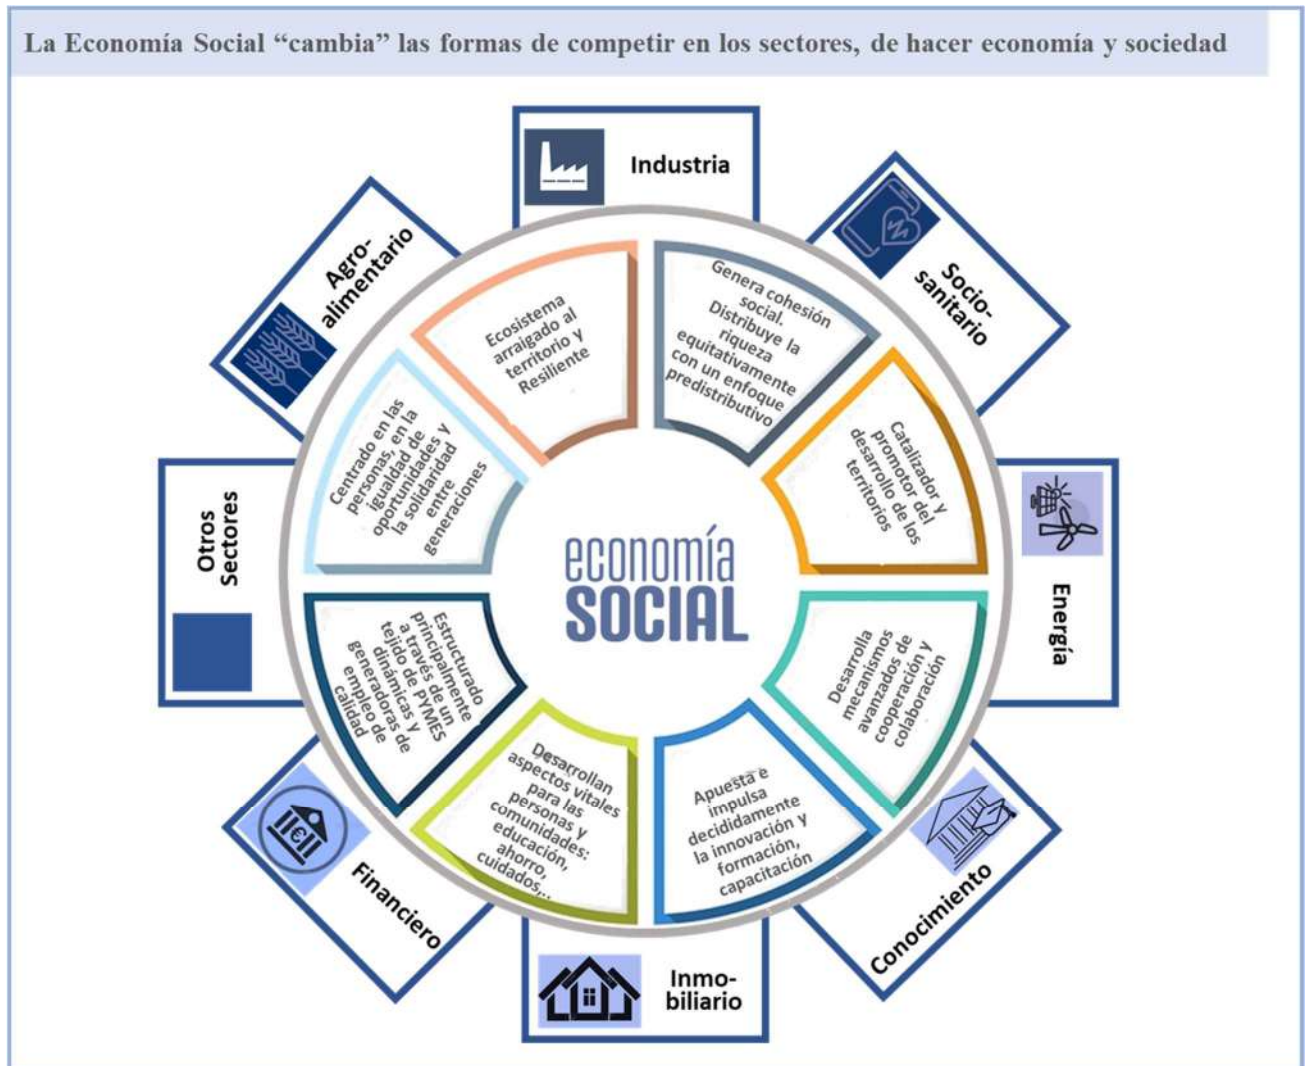 La Economía Social “cambia” las formas de competir en los sectores, de hacer economía y sociedad
Industria
Socio-
sanitario
Energía
Conocimiento
Inmo-
biliario
Financiero
Otros
Sectores
Agro-
alimentario
Genera cohesión
social.
Distribuye la
riqueza
equitativamente
con un enfoque
predistributivo
Catalizador y
promotor del
desarrollo de los
territorios
Desarrolla
mecanismos
avanzados de
cooperación y
colaboración
Apuesta e
impulsa
decididamente
la innovación y
formación,
capacitación
Desarrollan
aspectos vitales
para las
personas y
comunidades:
educación,
ahorro,
cuidados,..
Estructurado
principalmente
a través de un
tejido de PYMES
dinámicas y
generadoras de
empleo de
calidad
Centrado en las
personas, en la
igualdad de
oportunidades y
la solidaridad
entre
generaciones
Ecosistema
arraigado al
territorio y
Resiliente
economía
SOCIAL